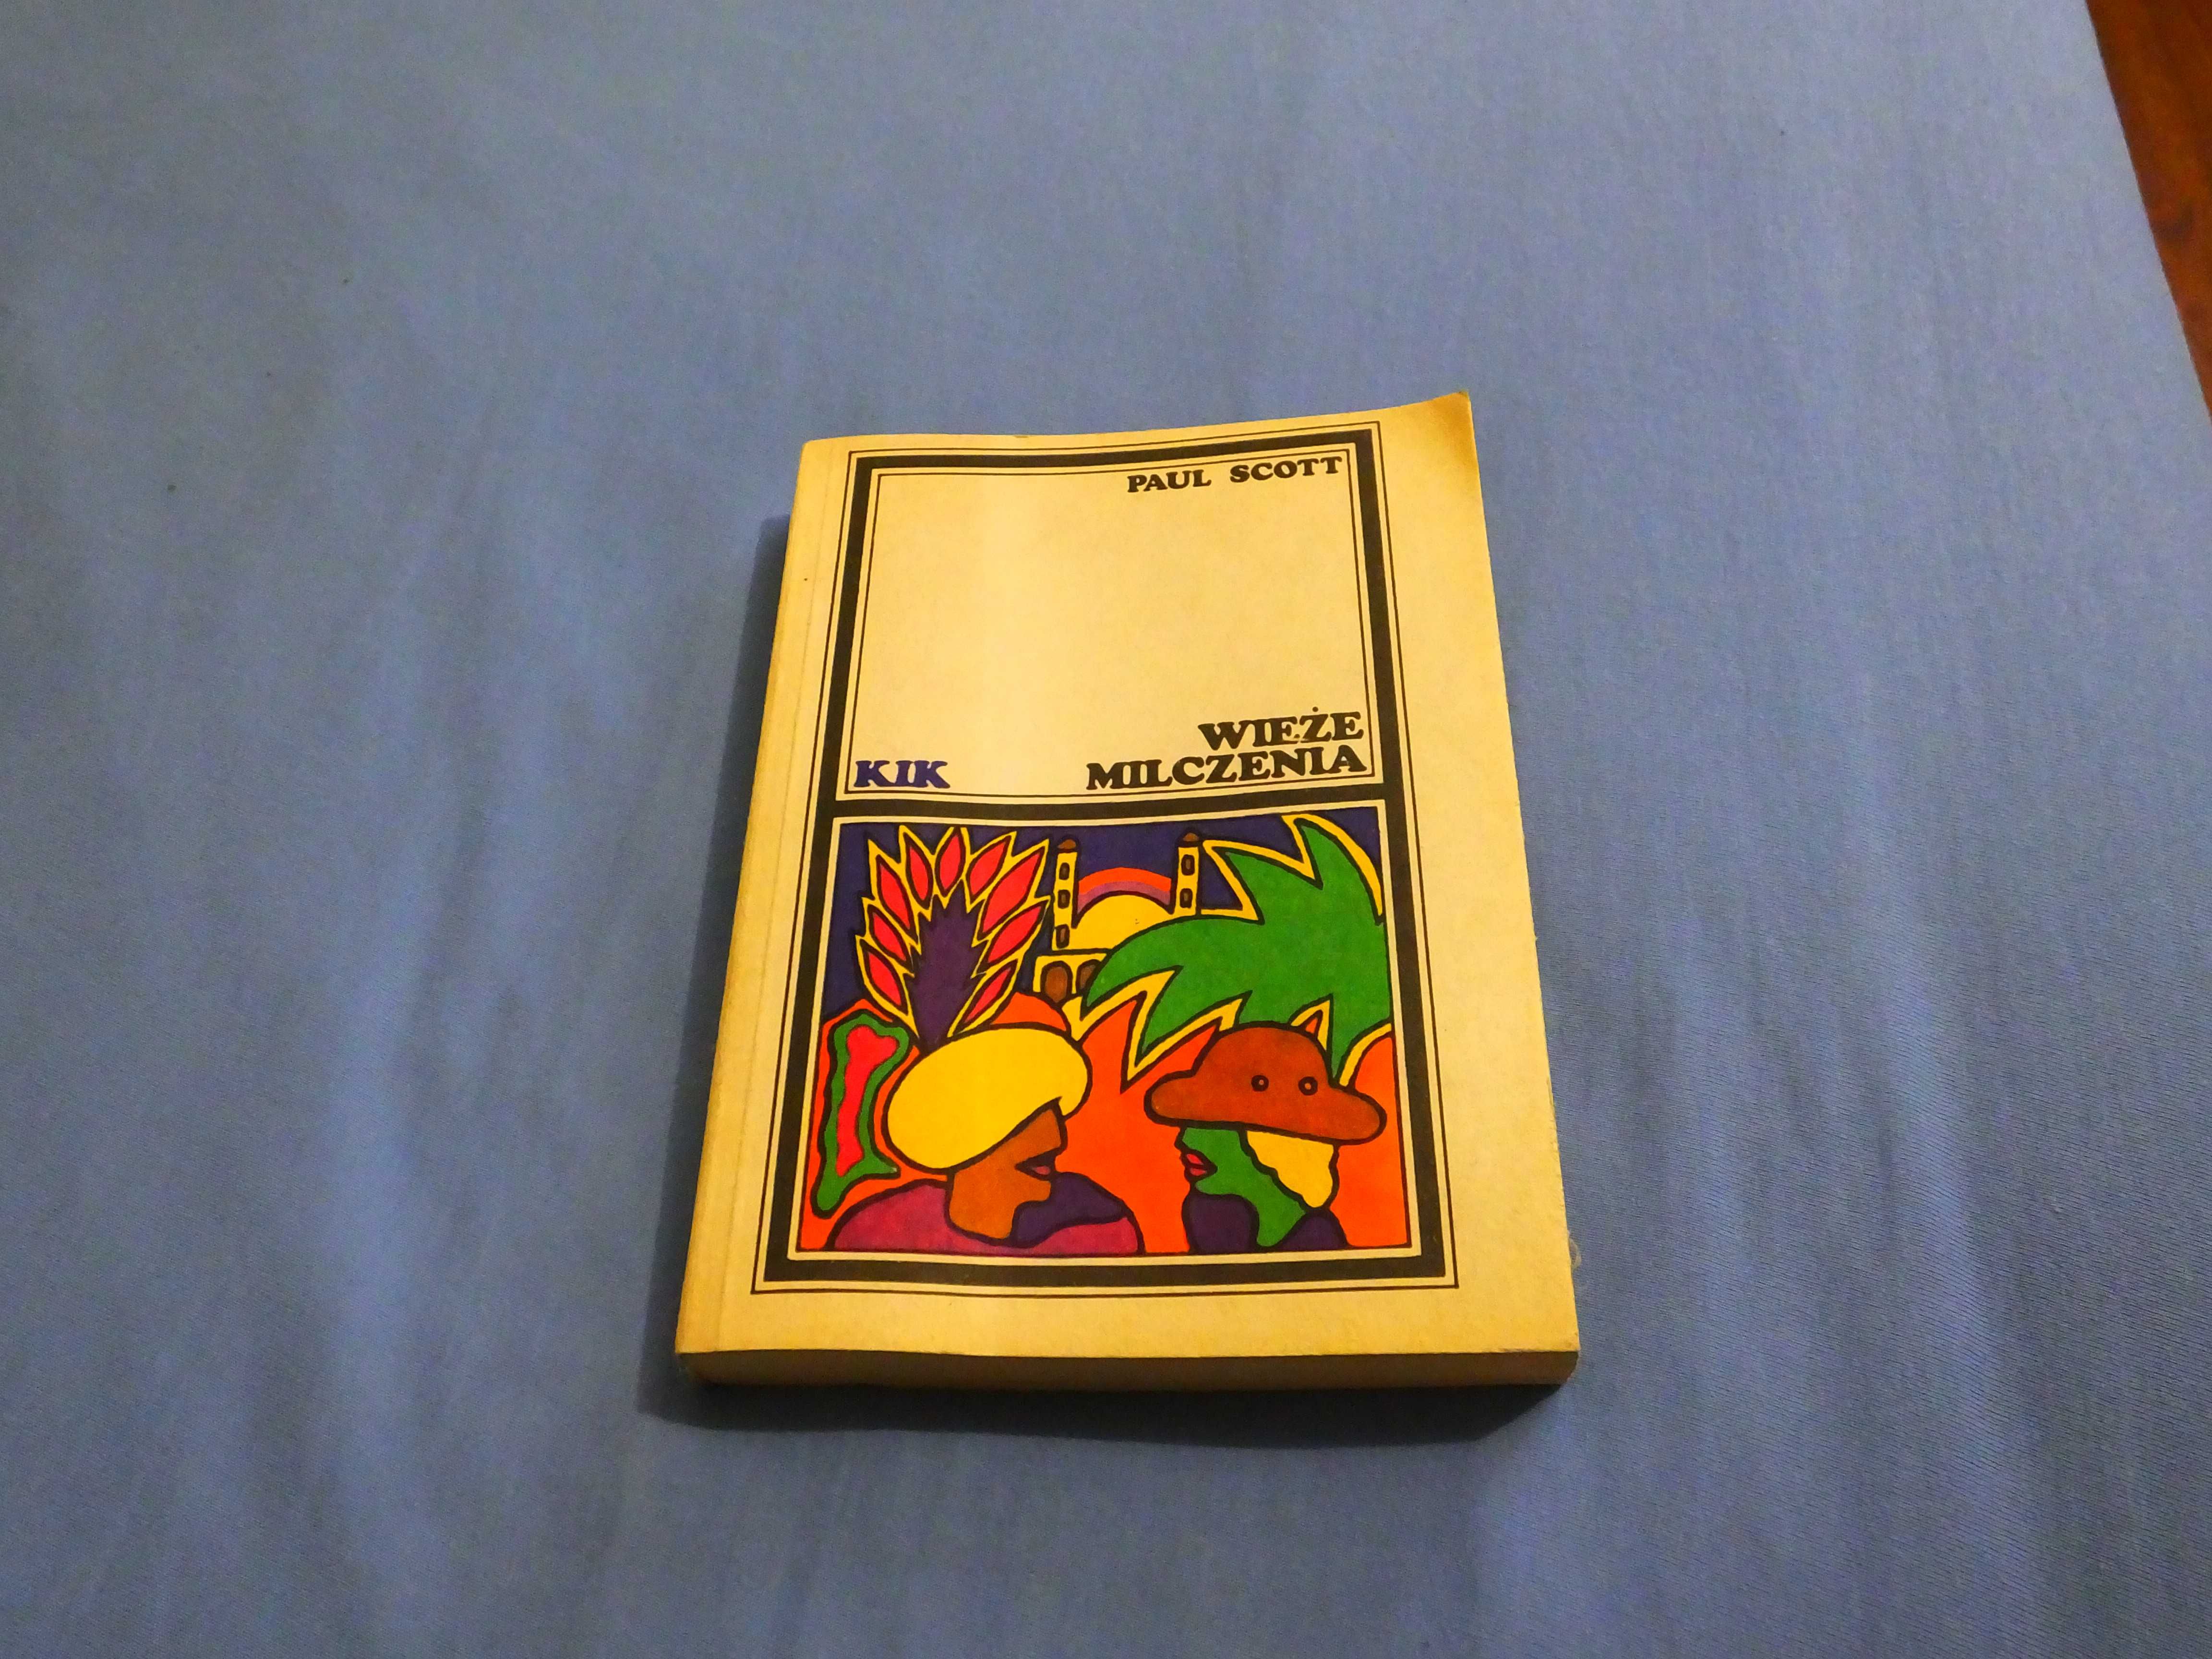 PAUL SCOTT
WIEŻE
KIK MILCZENIA